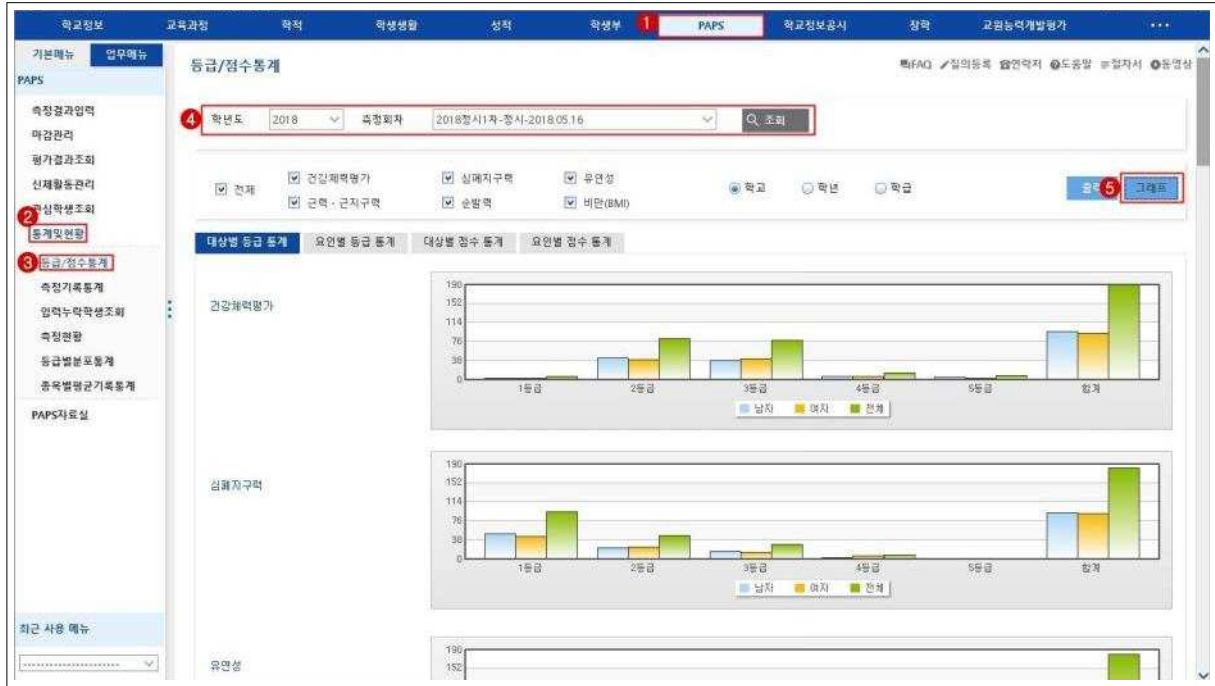 학교정보 교육과정 학적 학생생활 성적 학생부 1 PAPS 학교정보공시 장학 교원능력개발평가 ...
기본메뉴 업무메뉴
PAPS
등급/점수통계
FAQ 질의등록 연락처 도움말 절차서 동영상
측정결과입력
마감관리
평가결과조회
신체활동관리
관심학생조회
2
통계및현황
3 등급/점수통계
측정기록통계
입력누락학생조회
측정현황
등급별분포통계
종목별평균기록통계
PAPS자료실
최근 사용 메뉴
4 학년도 2018 측정회차 2018정시1차-정시-2018.05.16 조회
전체 건강체력평가 심폐지구력 유연성
근력 · 근지구력 순발력 비만(BMI)
학교 학년 학급
5 그래프
대상별 등급 통계 요인별 등급 통계 대상별 점수 통계 요인별 점수 통계
건강체력평가
190
152
114
76
38
0
1등급 2등급 3등급 4등급 5등급 합계
남자 여자 전체
심폐지구력
190
152
114
76
38
0
1등급 2등급 3등급 4등급 5등급 합계
남자 여자 전체
유연성
190
152